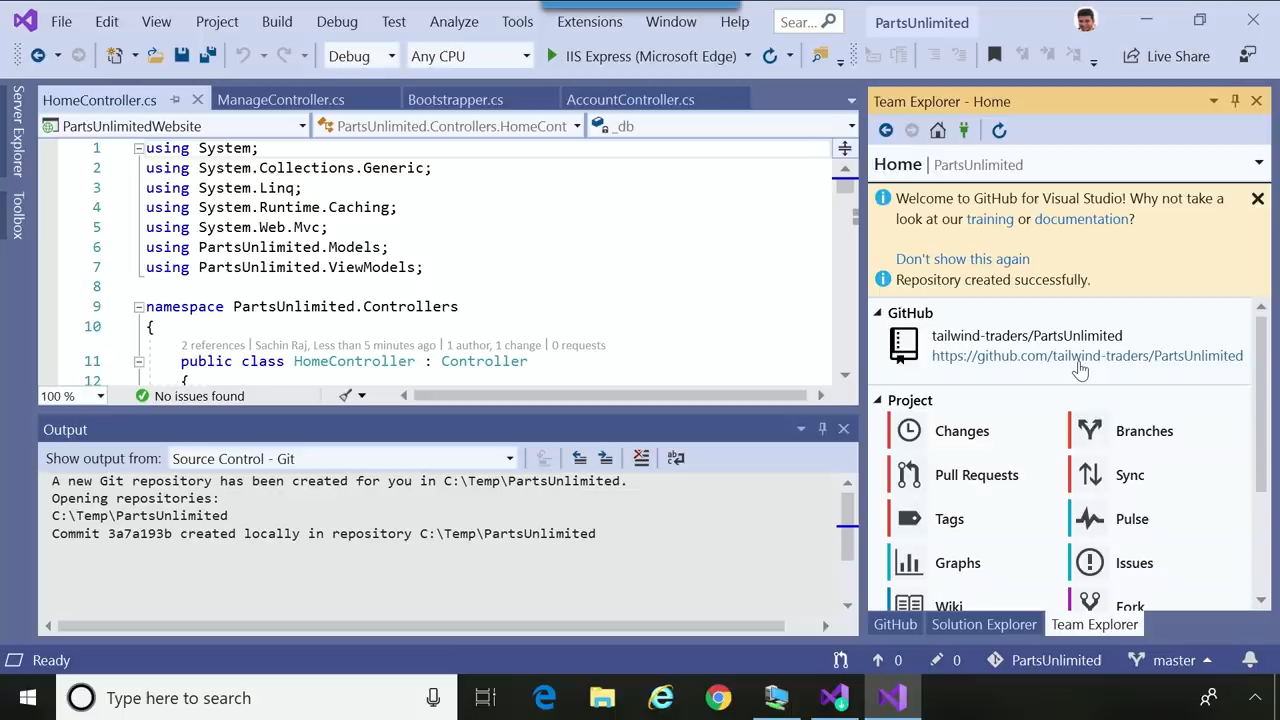 File Edit View Project Build Debug Test Analyze Tools Extensions Window Help Sear... PartsUnlimited
Debug Any CPU IIS Express (Microsoft Edge) Live Share
Server Explorer
Toolbox
HomeController.cs ManageController.cs Bootstrapper.cs AccountController.cs
PartsUnlimitedWebsite PartsUnlimited.Controllers.HomeCont _db
1 using System;
2 using System.Collections.Generic;
3 using System.Linq;
4 using System.Runtime.Caching;
5 using System.Web.Mvc;
6 using PartsUnlimited.Models;
7 using PartsUnlimited.ViewModels;
8
9 namespace PartsUnlimited.Controllers
10 {
2 references | Sachin Raj, Less than 5 minutes ago | 1 author, 1 change | 0 requests
11 public class HomeController : Controller
12 {
100 % No issues found
Output
Show output from: Source Control - Git
A new Git repository has been created for you in C:\Temp\PartsUnlimited.
Opening repositories:
C:\Temp\PartsUnlimited
Commit 3a7a193b created locally in repository C:\Temp\PartsUnlimited
Team Explorer - Home
Home | PartsUnlimited
Welcome to GitHub for Visual Studio! Why not take a
look at our training or documentation?
Don't show this again
Repository created successfully.
GitHub
tailwind-traders/PartsUnlimited
https://github.com/tailwind-traders/PartsUnlimited
Project
Changes Branches
Pull Requests Sync
Tags Pulse
Graphs Issues
Wiki Fork
GitHub Solution Explorer Team Explorer
Ready 0 0 PartsUnlimited master
Type here to search